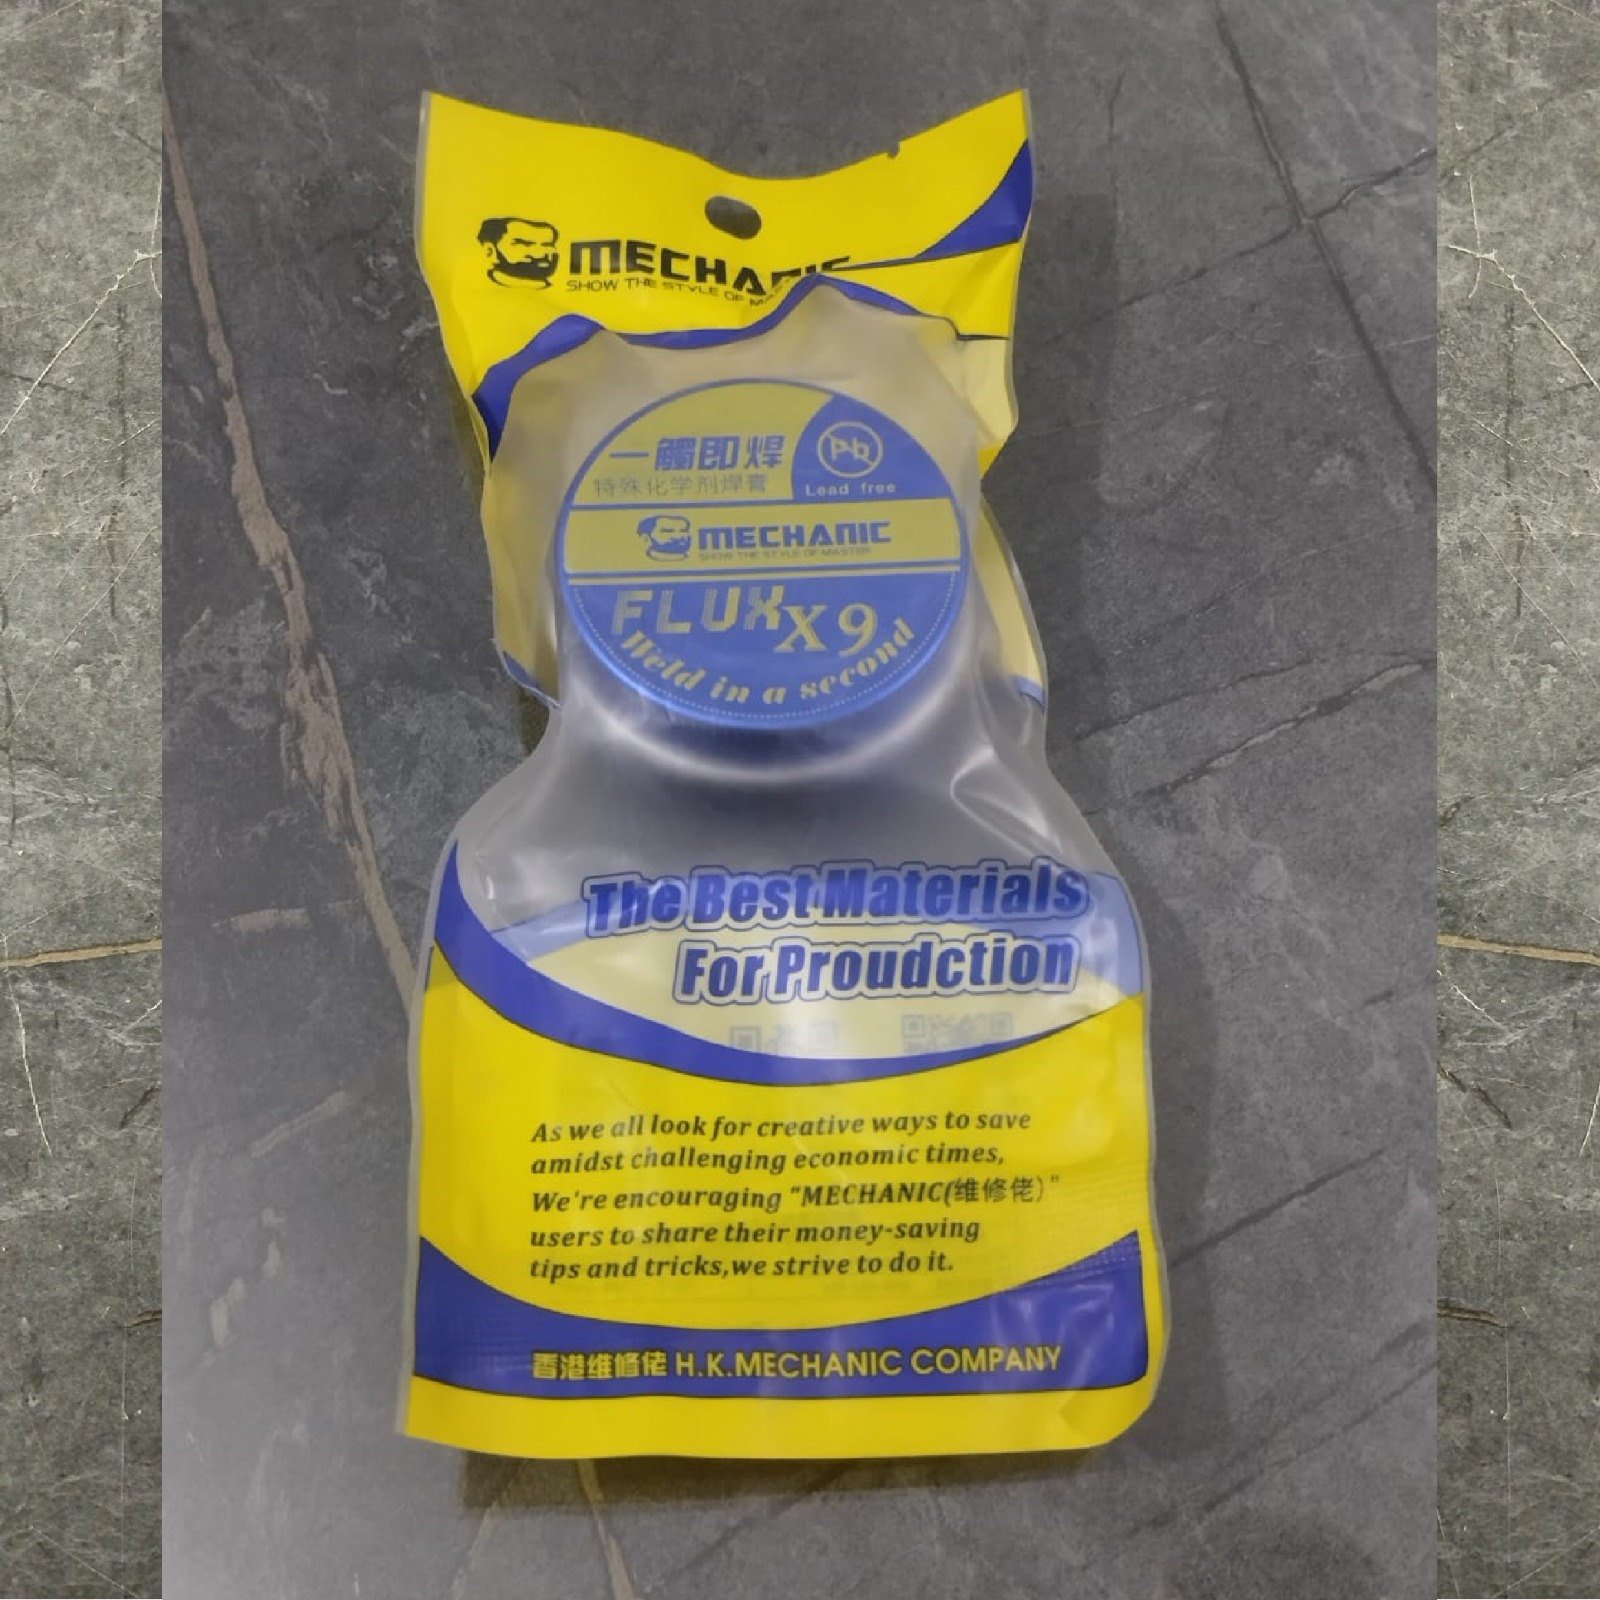 MECHANIC
SHOW THE STYLE OF
一觸即焊
特殊化学剂焊膏
Pb
Lead free
MECHANIC
SHOW THE STYLE OF MASTER
FLUX X9
Weld in a second
The Best Materials
For Proudction
As we all look for creative ways to save
amidst challenging economic times,
We're encouraging "MECHANIC(维修佬)"
users to share their money-saving
tips and tricks,we strive to do it.
香港维修佬 H.K.MECHANIC COMPANY